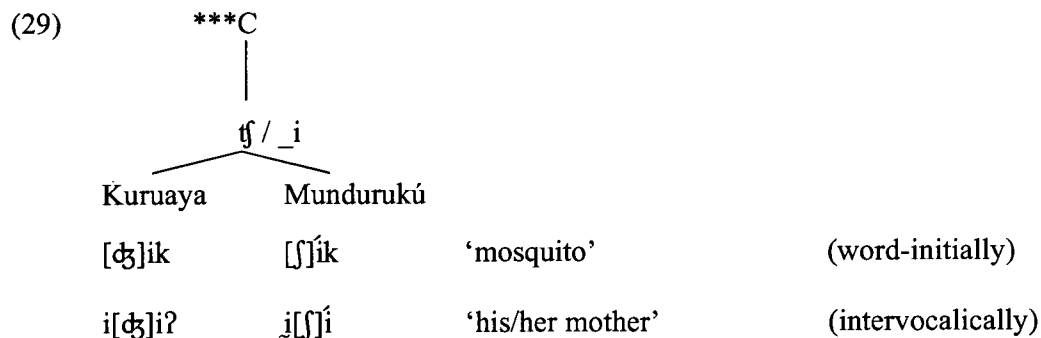 (29) ***C
ʧ / _i
Kuruaya Mundurukú
[ʤ]ik [ʃ]ík ‘mosquito’ (word-initially)
i[ʤ]iʔ ḭ[ʃ]í ‘his/her mother’ (intervocalically)